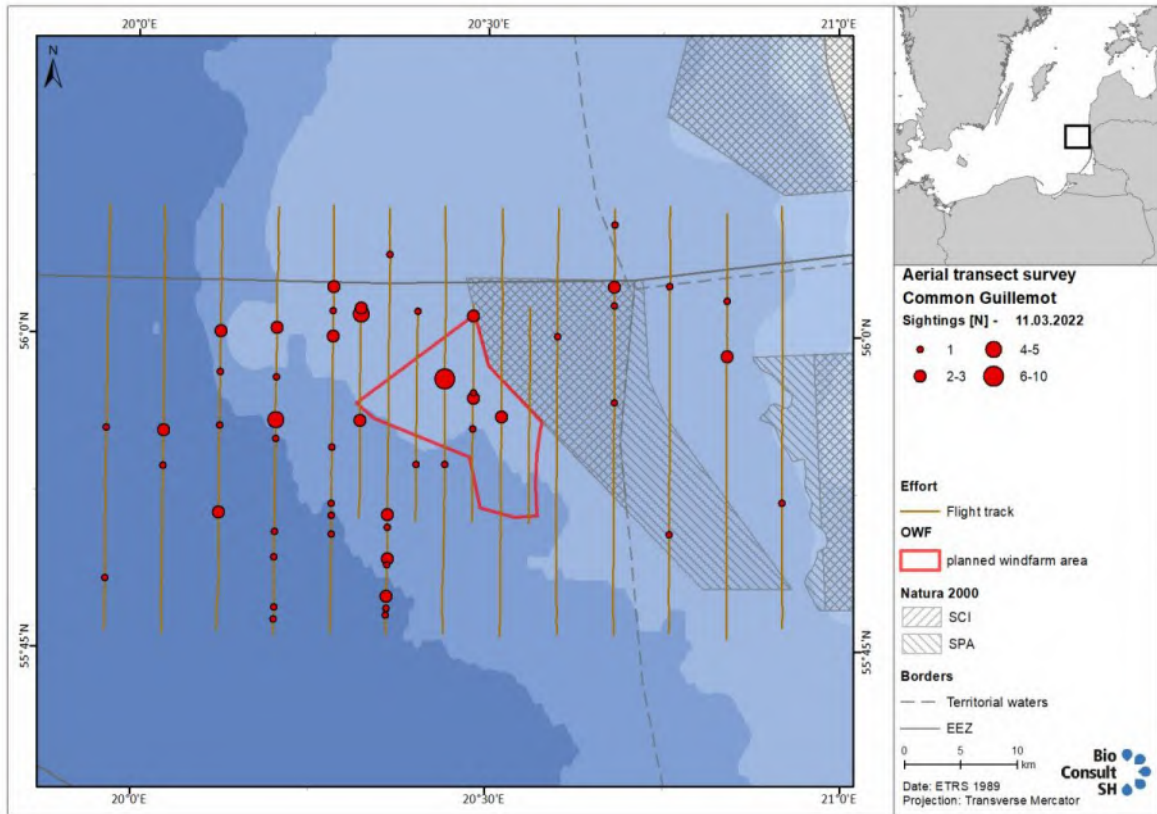 20°0'E
20°30'E
21°0'E
N
56°0'N
56°0'N
55°45'N
55°45'N
20°0'E
20°30'E
21°0'E
Aerial transect survey
Common Guillemot
Sightings [N] - 11.03.2022
1
4-5
2-3
6-10
Effort
Flight track
OWF
planned windfarm area
Natura 2000
SCI
SPA
Borders
Territorial waters
EEZ
0 5 10
km
Date: ETRS 1989
Projection: Transverse Mercator
Bio
Consult
SH